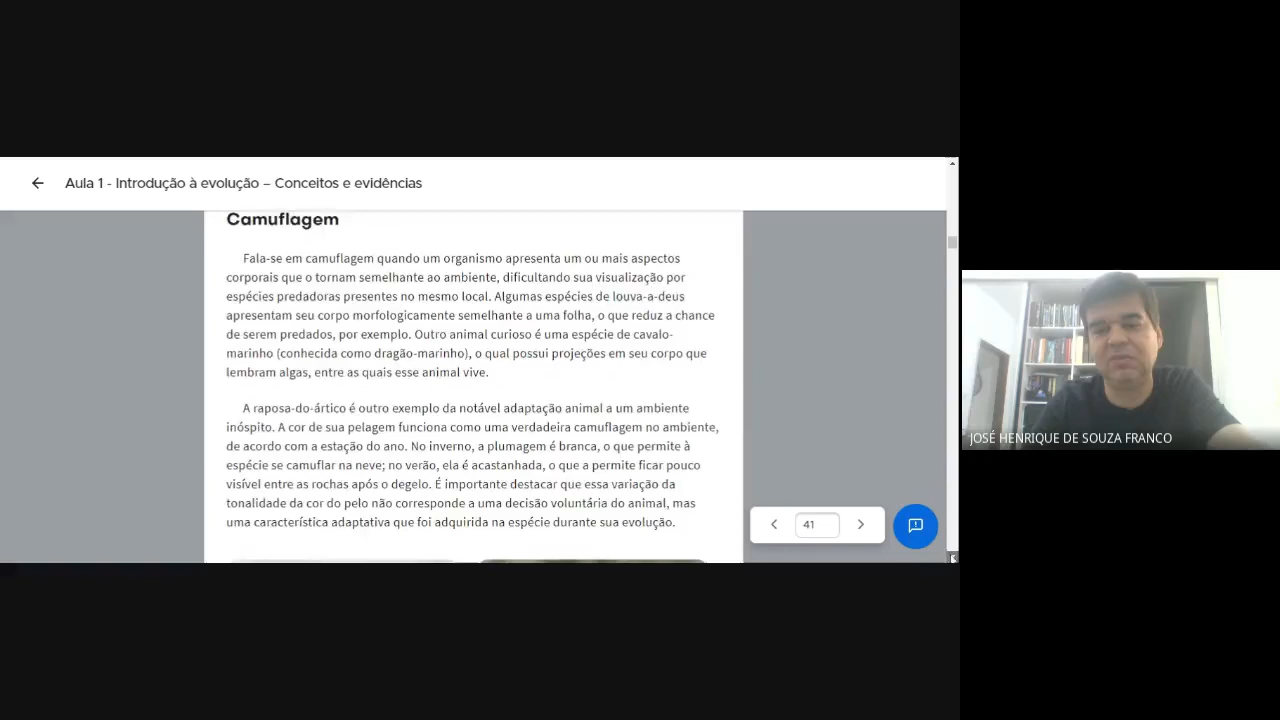 Aula 1 - Introdução à evolução – Conceitos e evidências
Camuflagem
Fala-se em camuflagem quando um organismo apresenta um ou mais aspectos
corporais que o tornam semelhante ao ambiente, dificultando sua visualização por
espécies predadoras presentes no mesmo local. Algumas espécies de louva-a-deus
apresentam seu corpo morfologicamente semelhante a uma folha, o que reduz a chance
de serem predados, por exemplo. Outro animal curioso é uma espécie de cavalo-
marinho (conhecida como dragão-marinho), o qual possui projeções em seu corpo que
lembram algas, entre as quais esse animal vive.
A raposa-do-ártico é outro exemplo da notável adaptação animal a um ambiente
inóspito. A cor de sua pelagem funciona como uma verdadeira camuflagem no ambiente,
de acordo com a estação do ano. No inverno, a plumagem é branca, o que permite à
espécie se camuflar na neve; no verão, ela é acastanhada, o que a permite ficar pouco
visível entre as rochas após o degelo. É importante destacar que essa variação da
tonalidade da cor do pelo não corresponde a uma decisão voluntária do animal, mas
uma característica adaptativa que foi adquirida na espécie durante sua evolução.
41
JOSÉ HENRIQUE DE SOUZA FRANCO